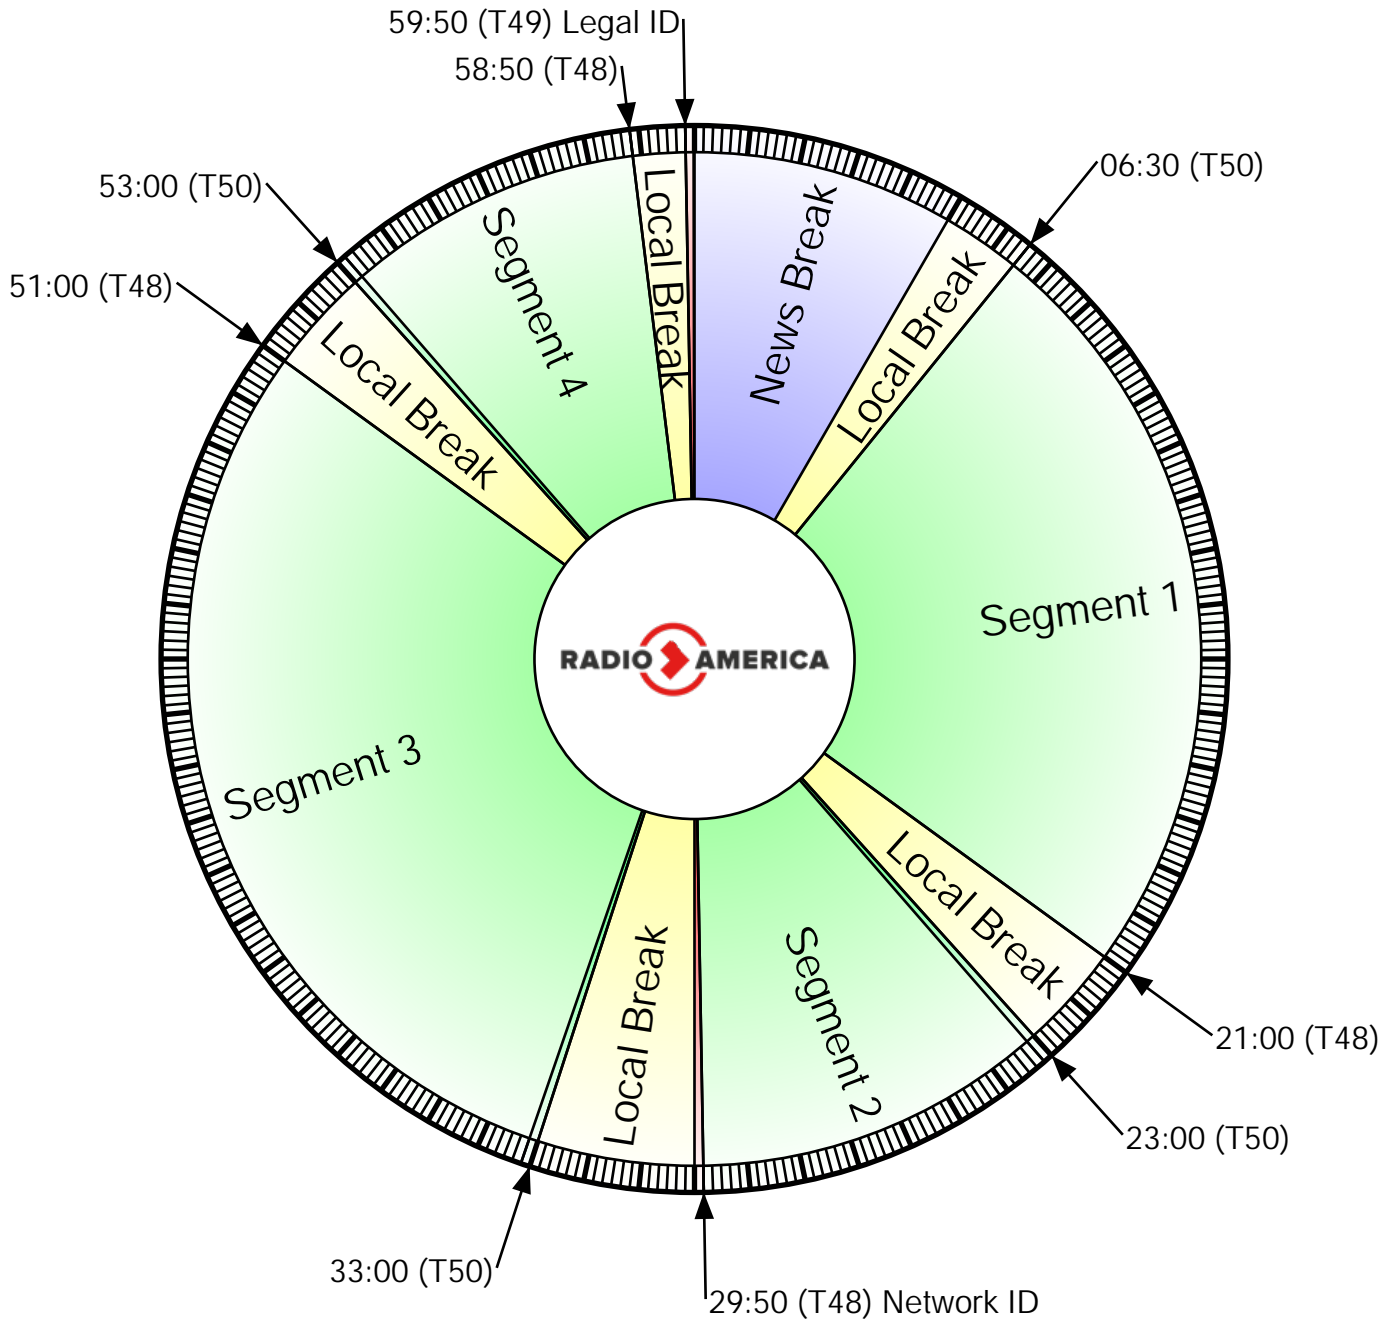 59:50 (T49) Legal ID
58:50 (T48)
53:00 (T50)
06:30 (T50)
51:00 (T48)
Local Break
News Break
Segment 4
Local Break
Local Break
Segment 1
RADIO AMERICA
Segment 3
Local Break
Segment 2
Local Break
21:00 (T48)
23:00 (T50)
33:00 (T50)
29:50 (T48) Network ID